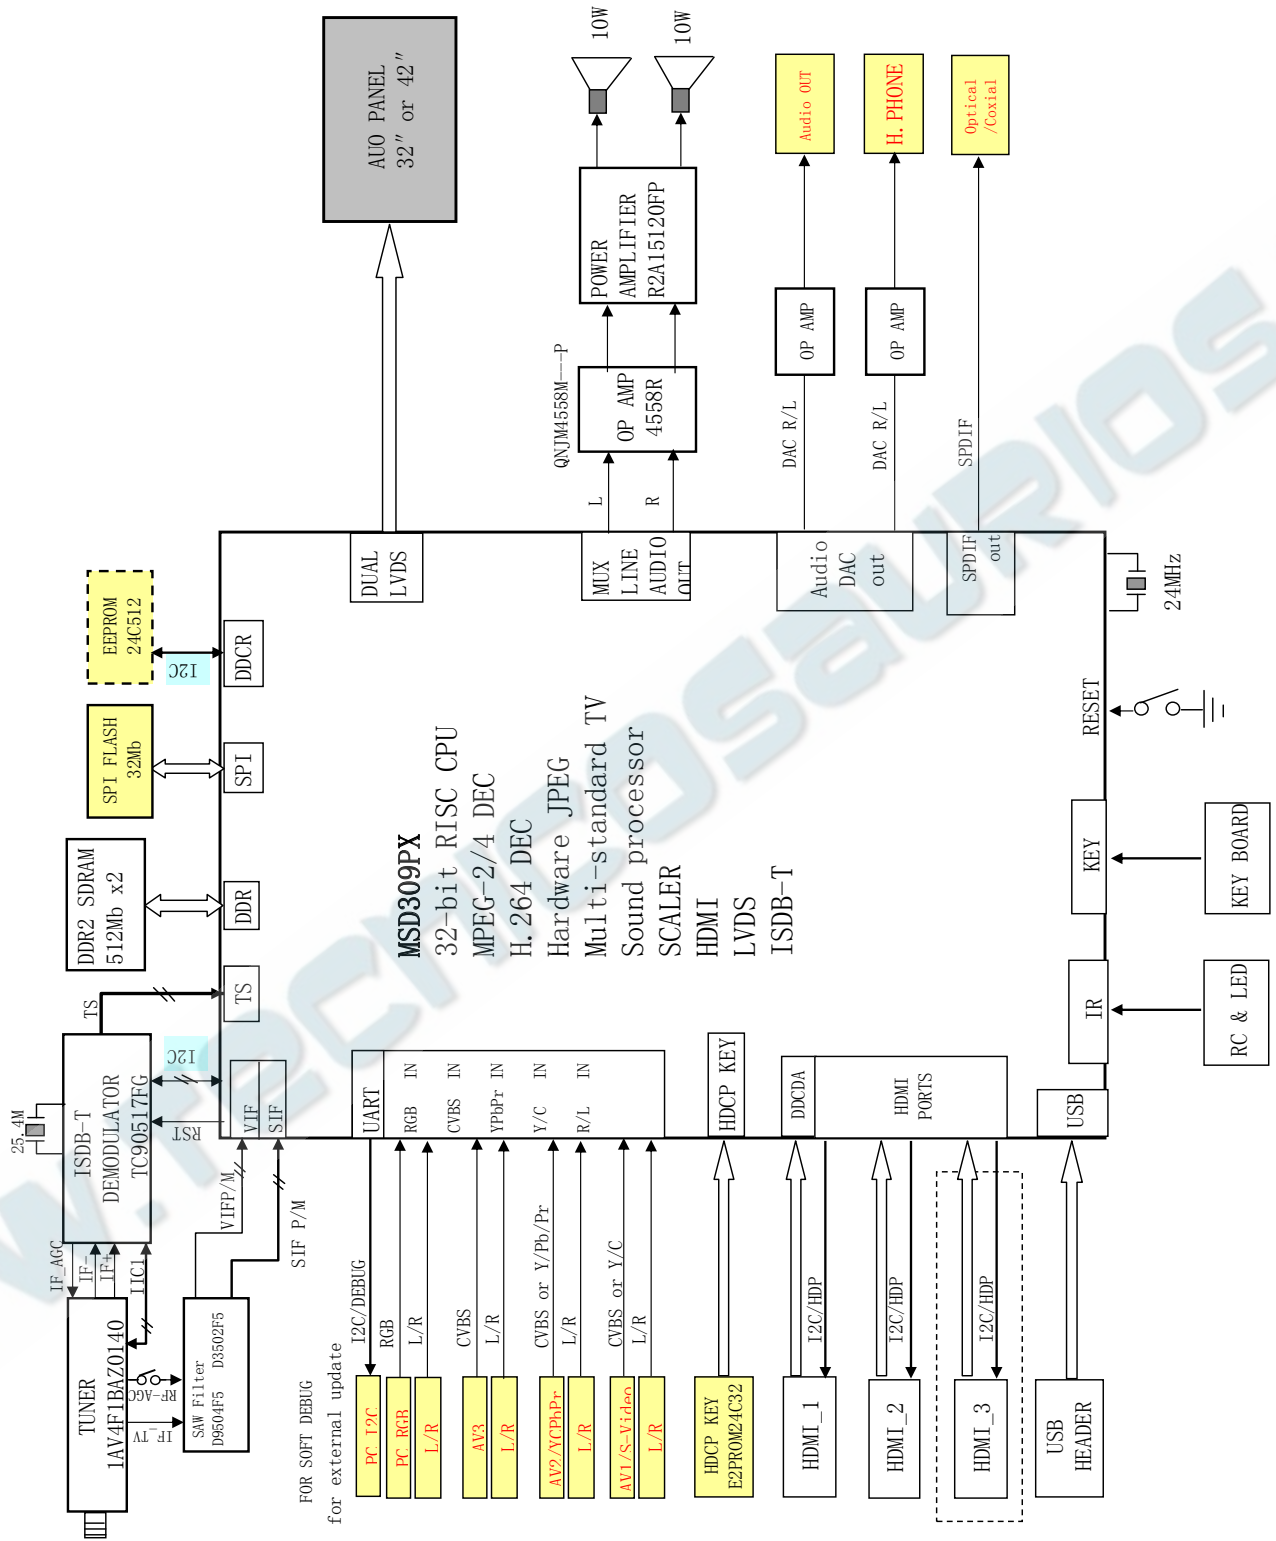 TUNER
1AV4F1BAZ0140
IF_AGC
IF-
IF+
IIC1
RF-AGC
IF_TV
SAW Filter
D9504F5 D3502F5
25.4M
ISDB-T
DEMODULATOR
TC90517FG
TS
I2C
RST
VIFP/M
SIF P/M
DDR2 SDRAM
512Mb x2
SPI FLASH
32Mb
EEPROM
24C512
I2C
VIF
SIF
TS
DDR
SPI
DDCR
DUAL
LVDS
AUO PANEL
32" or 42"
MUX
LINE
AUDIO
OUT
L
R
QNJM4558M---P
OP AMP
4558R
POWER
AMPLIFIER
R2A15120FP
10W
10W
Audio
DAC
out
DAC R/L
DAC R/L
OP AMP
OP AMP
Audio OUT
H. PHONE
SPDIF
out
SPDIF
Optical
/Coxial
24MHz
RESET
KEY
KEY BOARD
IR
RC & LED
MSD309PX
32-bit RISC CPU
MPEG-2/4 DEC
H.264 DEC
Hardware JPEG
Multi-standard TV
Sound processor
SCALER
HDMI
LVDS
ISDB-T
UART
RGB IN
CVBS IN
YPbPr IN
Y/C IN
R/L IN
HDCP KEY
DDCDA
HDMI
PORTS
USB
FOR SOFT DEBUG
for external update
I2C/DEBUG
RGB
L/R
CVBS
L/R
CVBS or Y/Pb/Pr
L/R
CVBS or Y/C
L/R
I2C/HDP
I2C/HDP
I2C/HDP
PC I2C
PC RGB
L/R
AV3
L/R
AV2/YCPbPr
L/R
AV1/S-Video
L/R
HDCP KEY
E2PROM24C32
HDMI_1
HDMI_2
HDMI_3
USB
HEADER
w.tecnicosaurios